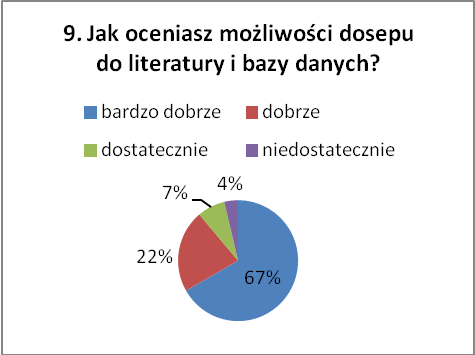 9. Jak oceniasz możliwości dosepu
do literatury i bazy danych?
bardzo dobrze dobrze
dostatecznie niedostatecznie
4%
7%
22%
67%